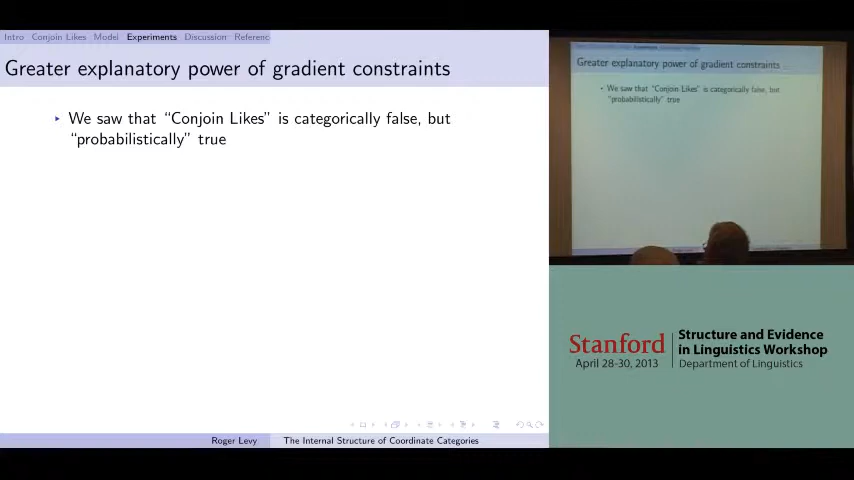 Intro Conjoin Likes Model Experiments Discussion Referenc
Greater explanatory power of gradient constraints
We saw that “Conjoin Likes” is categorically false, but
“probabilistically” true
Roger Levy The Internal Structure of Coordinate Categories
Greater explanatory power of gradient constraints
We saw that “Conjoin Likes” is categorically false, but
“probabilistically” true
Stanford
April 28-30, 2013
Structure and Evidence
in Linguistics Workshop
Department of Linguistics